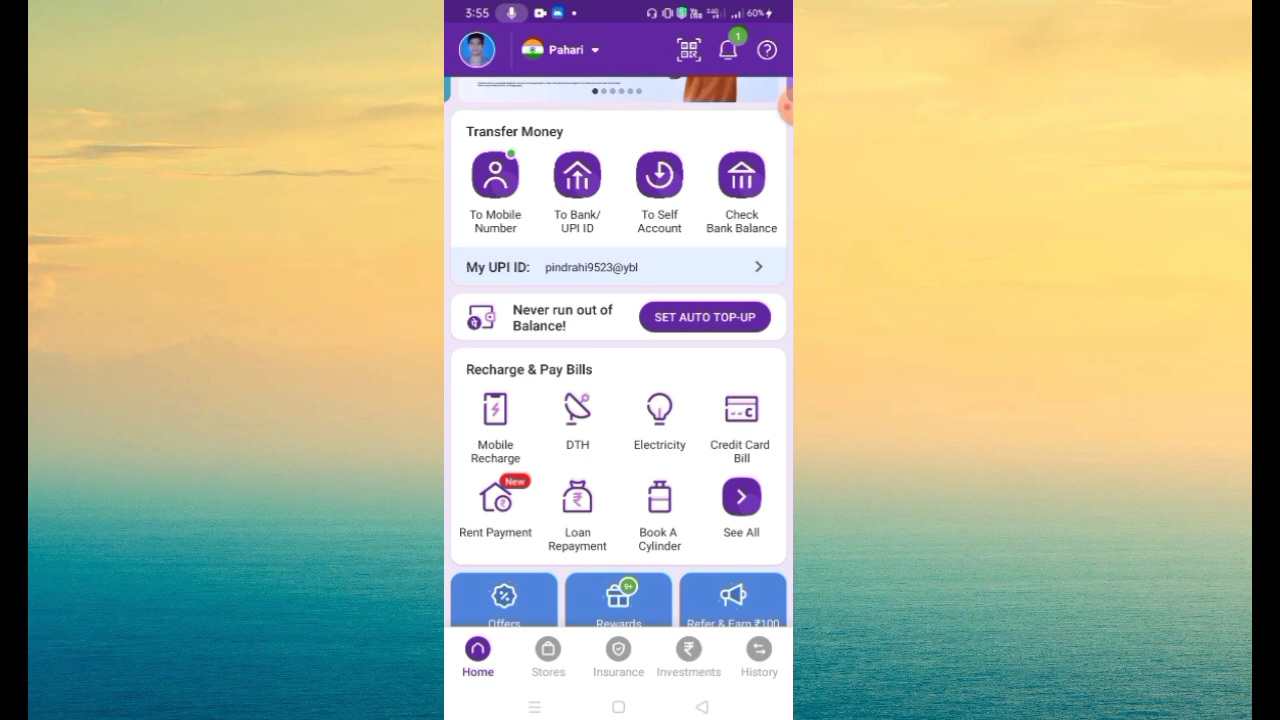 3:55
60%
Pahari
1
Transfer Money
To Mobile Number
To Bank/ UPI ID
To Self Account
Check Bank Balance
My UPI ID: pindrahi9523@ybl
Never run out of
Balance!
SET AUTO TOP-UP
Recharge & Pay Bills
Mobile Recharge
DTH
Electricity
Credit Card Bill
New
Rent Payment
Loan Repayment
Book A Cylinder
See All
9+
Offers
Rewards
Refer & Earn ₹100
Home
Stores
Insurance
Investments
History